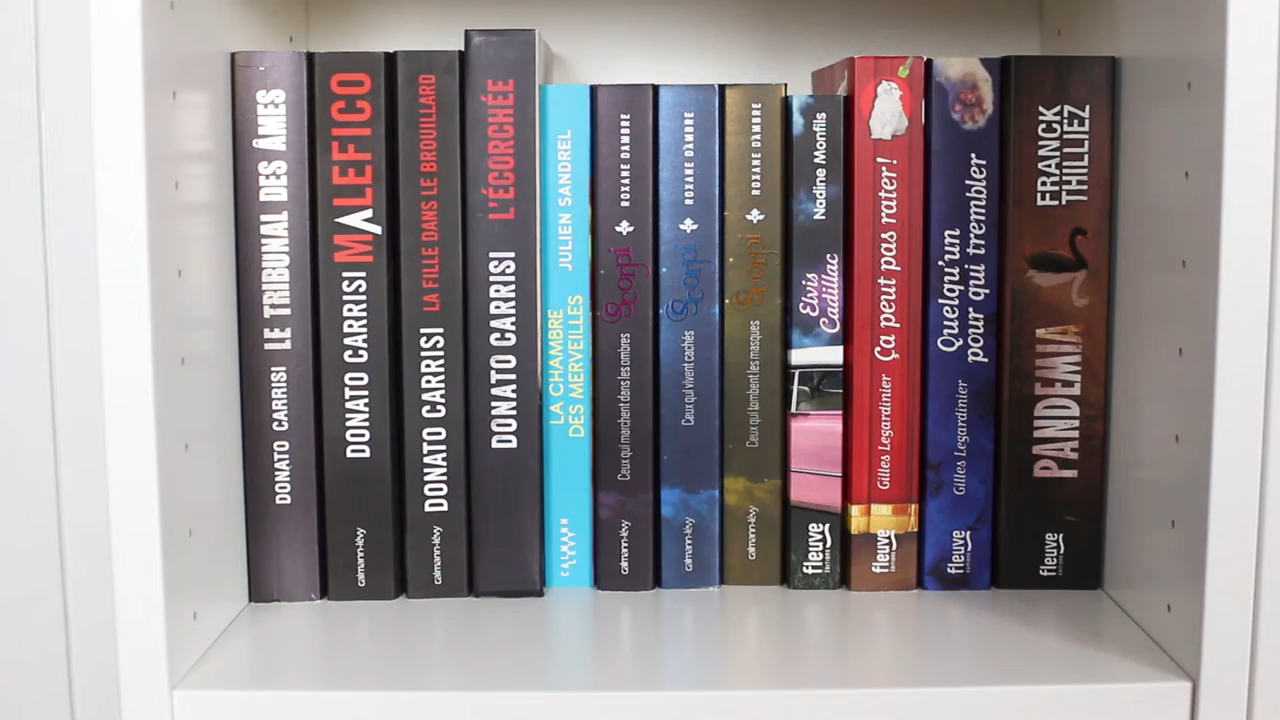 DONATO CARRISI LE TRIBUNAL DES ÂMES
calmann-lévy DONATO CARRISI MALEFICO
calmann-lévy DONATO CARRISI LA FILLE DANS LE BROUILLARD
DONATO CARRISI L'ÉCORCHÉE
LA CHAMBRE
DES MERVEILLES
JULIEN SANDREL
calmann-lévy Ceux qui marchent dans les ombres Scorpi ROXANE DAMBRE
calmann-lévy Ceux qui vivent cachés Scorpi ROXANE DAMBRE
calmann-lévy Ceux qui tombent les masques Scorpi ROXANE DAMBRE
fleuve
ÉDITIONS
Elvis
Cadillac
Nadine Monfils
fleuve
ÉDITIONS
Gilles Legardinier Ça peut pas rater !
fleuve
ÉDITIONS
Gilles Legardinier
Quelqu'un
pour qui trembler
fleuve
ÉDITIONS
PANDEMIA
FRANCK
THILLIEZ